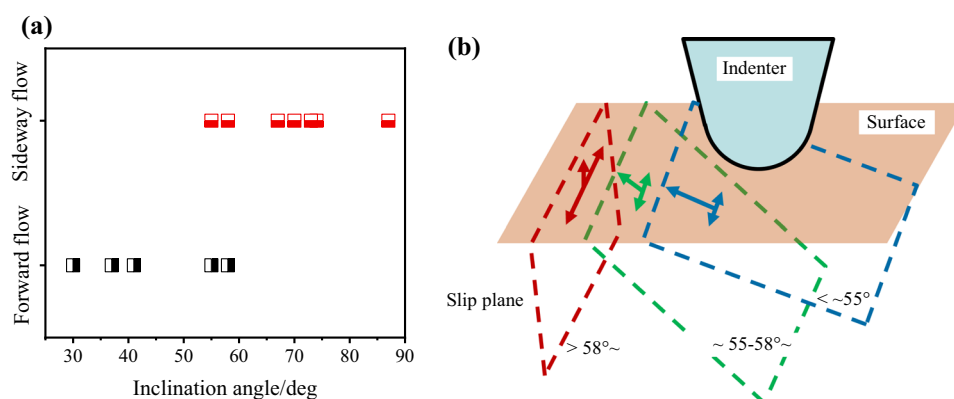 (a)
Sideway flow
Forward flow
30 40 50 60 70 80 90
Inclination angle/deg
(b)
Indenter
Surface
Slip plane
> 58°~
~ 55-58°~
< ~55°